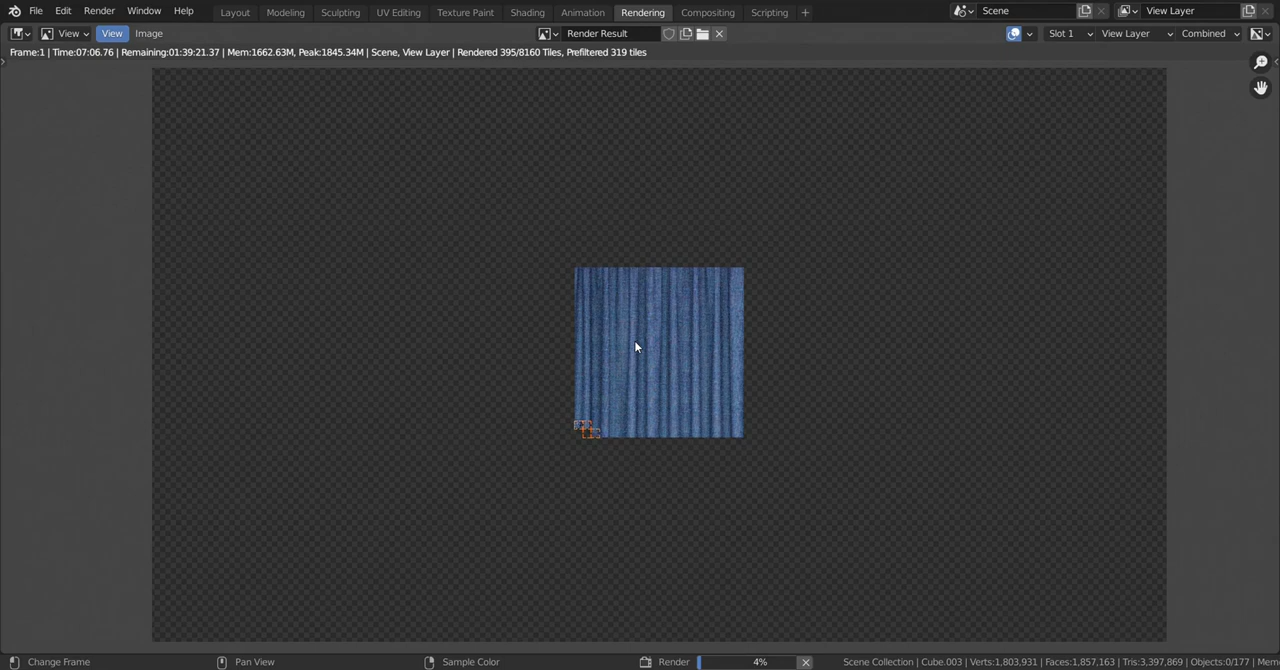 File Edit Render Window Help Layout Modeling Sculpting UV Editing Texture Paint Shading Animation Rendering Compositing Scripting + Scene View Layer
View View Image Render Result Slot 1 View Layer Combined
Frame:1 | Time:07:06.76 | Remaining:01:39:21.37 | Mem:1662.63M, Peak:1845.34M | Scene, View Layer | Rendered 395/8160 Tiles, Prefiltered 319 tiles
Change Frame Pan View Sample Color Render 4% Scene Collection | Cube.003 | Verts:1,803,931 | Faces:1,857,163 | Tris:3,397,869 | Objects:0/177 | Mem